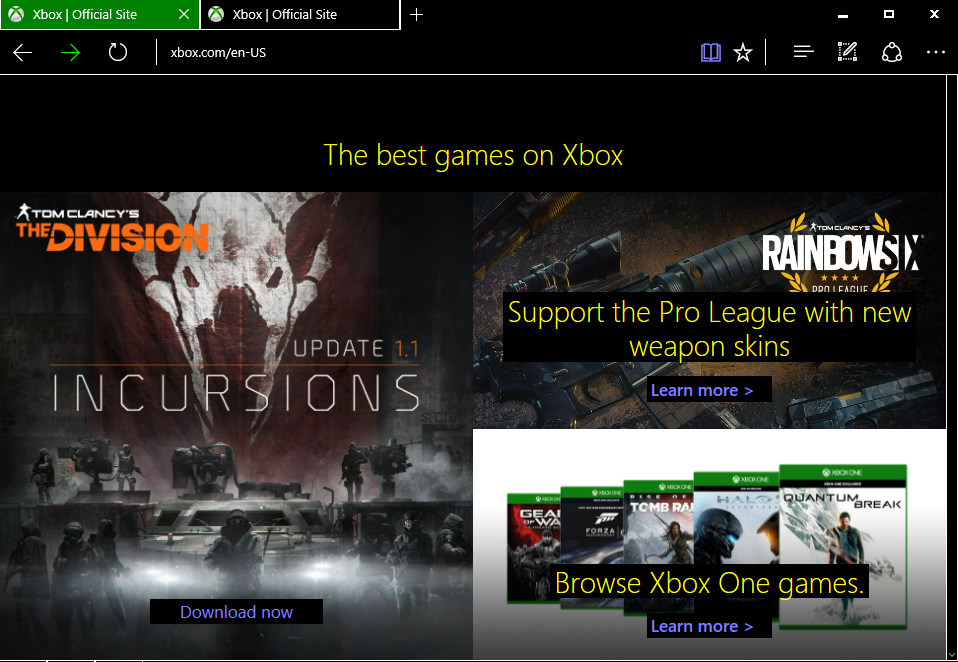 Xbox | Official Site
Xbox | Official Site
xbox.com/en-US
The best games on Xbox
TOM CLANCY'S
THE DIVISION
UPDATE 1.1
INCURSIONS
Download now
TOM CLANCY'S
RAINBOW SIX
PRO LEAGUE
Support the Pro League with new
weapon skins
Learn more >
XBOX ONE
XBOX ONE
XBOX ONE
XBOX ONE
XBOX ONE
GEARS
OF WAR
FORZA
RISE OF
TOMB RAI
HALO
QUANTUM
BREAK
Browse Xbox One games.
Learn more >